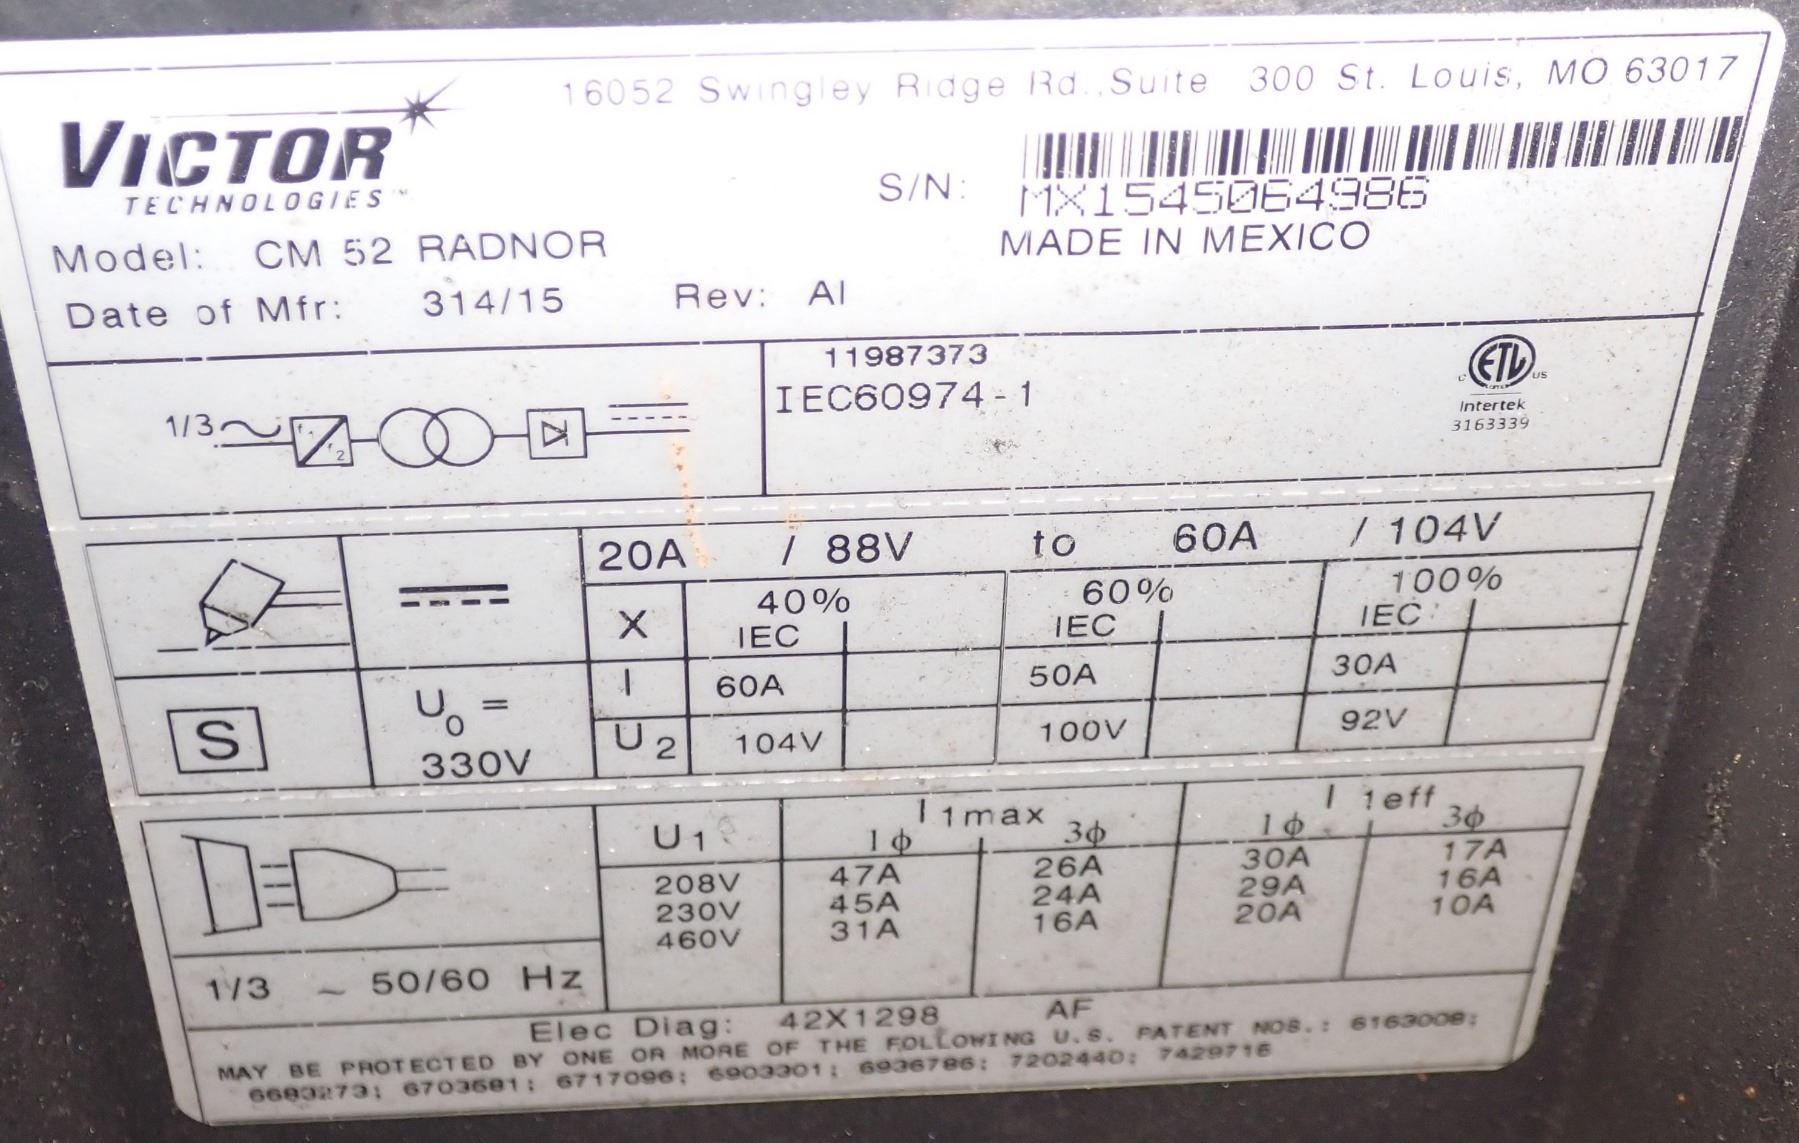 16052 Swingley Ridge Rd.,Suite 300 St. Louis, MO 63017
VICTOR
TECHNOLOGIES™
S/N: MX1545064986
MADE IN MEXICO
Model: CM 52 RADNOR
Date of Mfr: 314/15 Rev: AI
1/3
f1
f2
11987373
IEC60974-1
C ETL US
Intertek
3163339
20A / 88V to 60A / 104V
X 40% 60% 100%
IEC IEC IEC
I 60A 50A 30A
U2 104V 100V 92V
S
U0 =
330V
U1 I1max I1eff
1ϕ 3ϕ 1ϕ 3ϕ
208V 47A 26A 30A 17A
230V 45A 24A 29A 16A
460V 31A 16A 20A 10A
1/3 ~ 50/60 Hz
Elec Diag: 42X1298 AF
MAY BE PROTECTED BY ONE OR MORE OF THE FOLLOWING U.S. PATENT NOS.: 6163008;
6683273; 6703581; 6717096; 6903301; 6936786; 7202440; 7429716